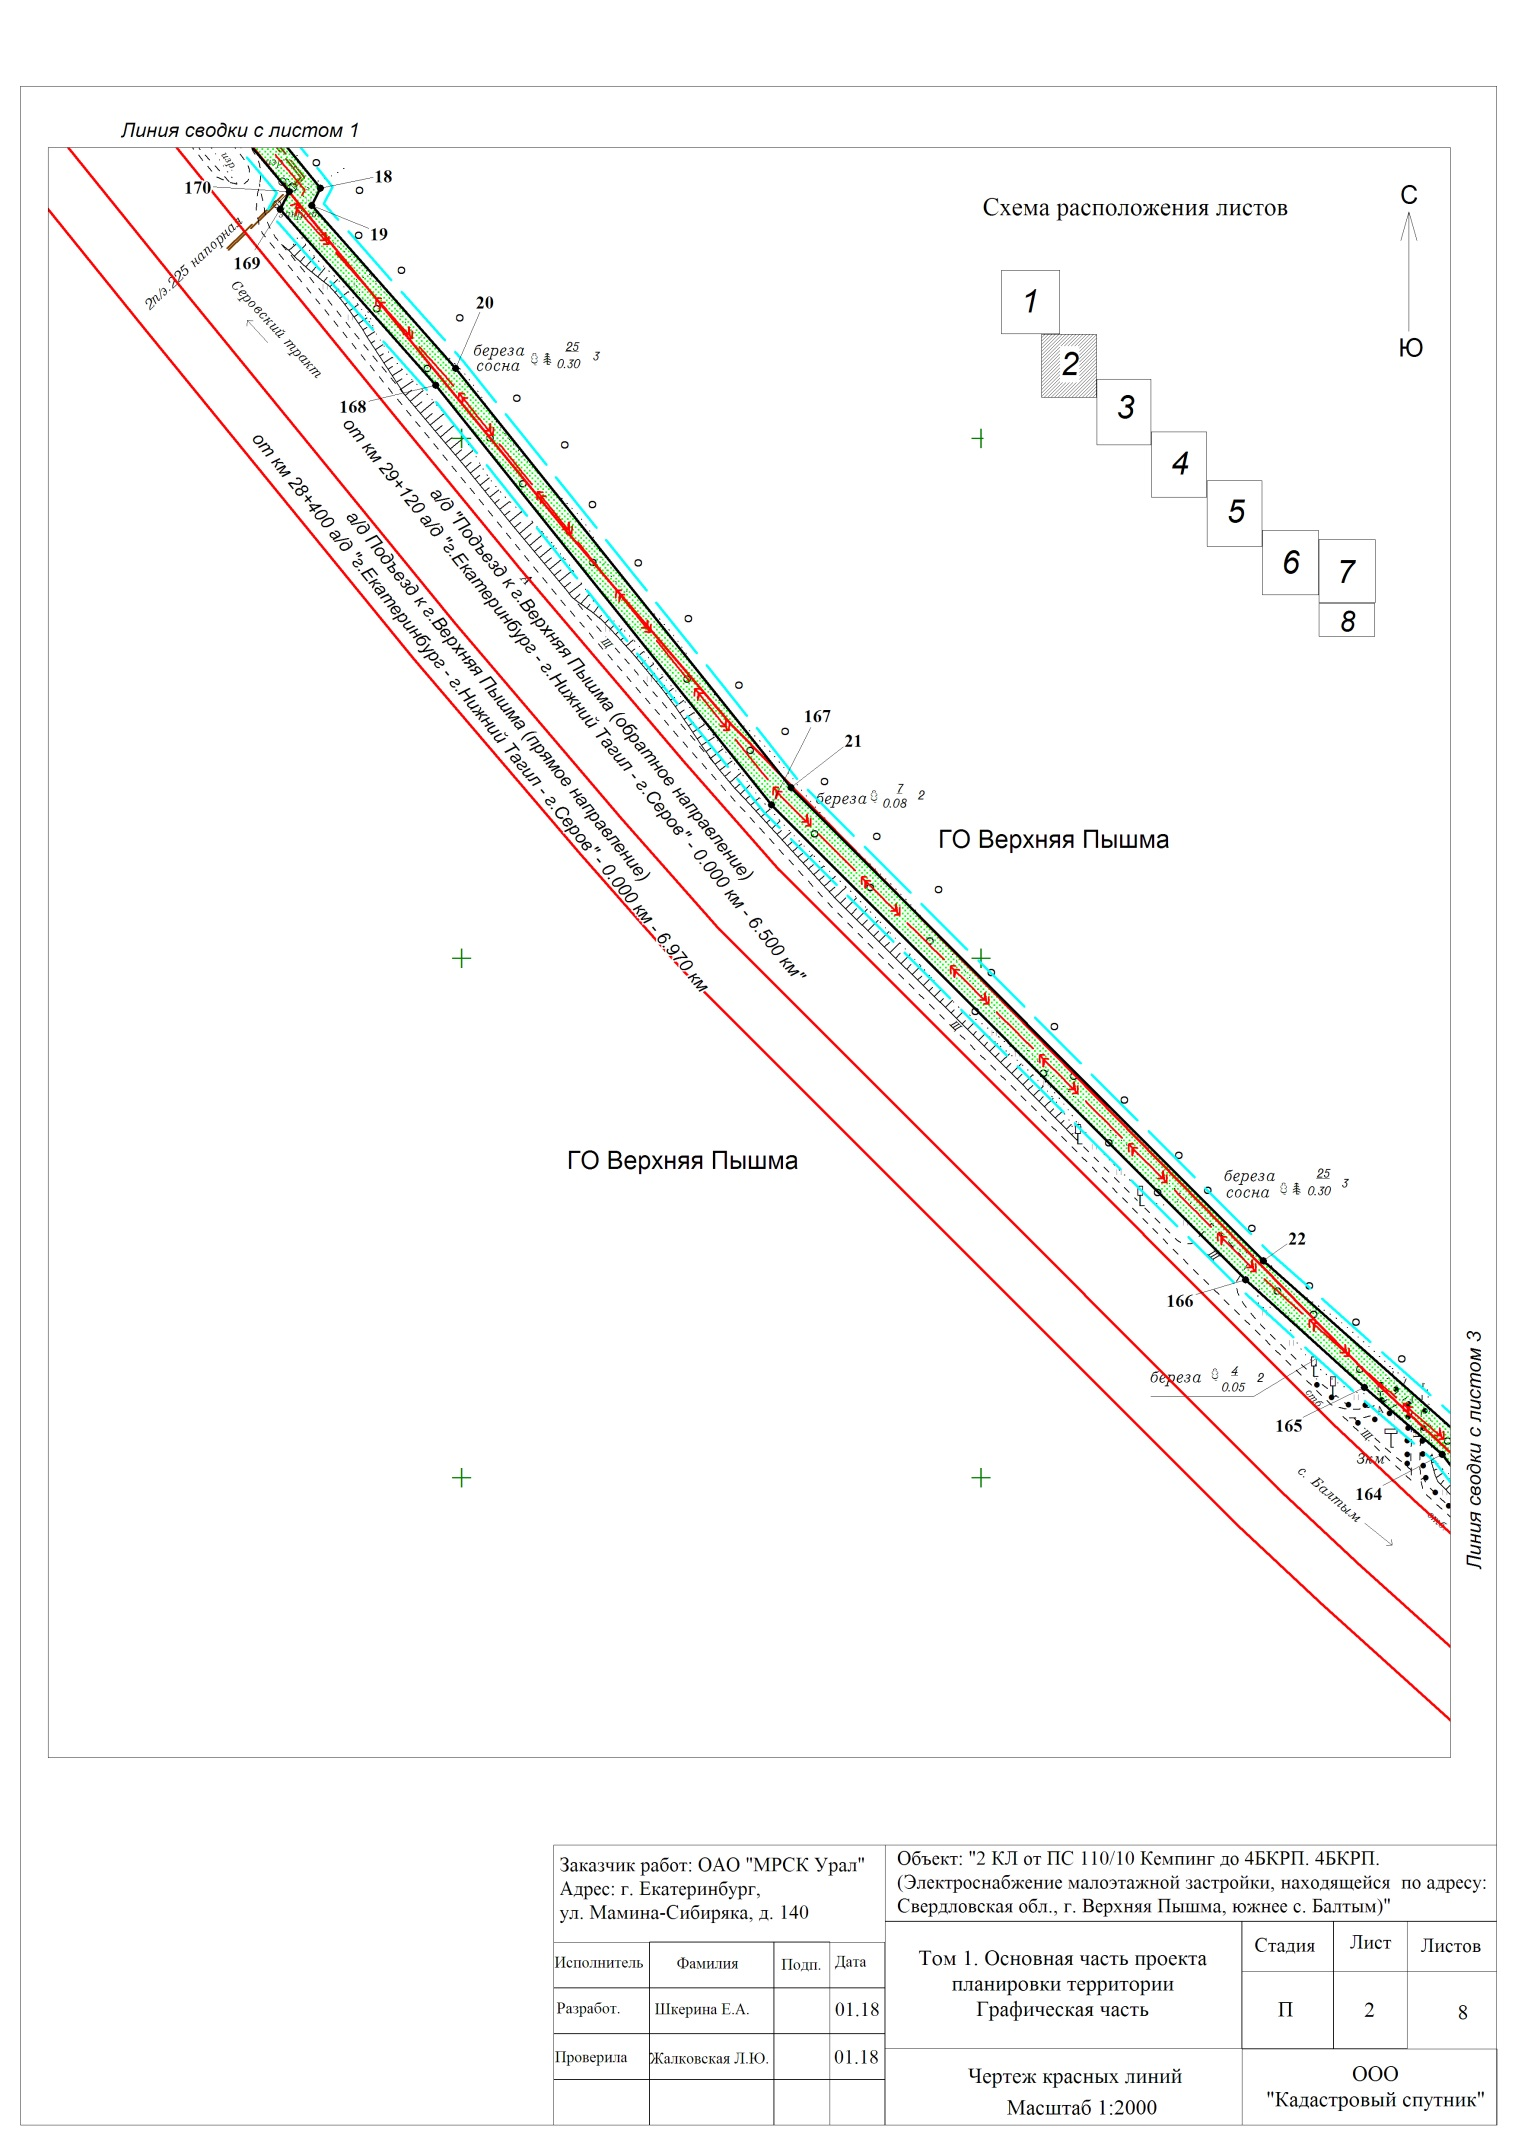 Линия сводки с листом 1
изр.
170
18
19
169
2п/э.225 напорная
Серовский тракт
20
береза
сосна
25
0.30
3
168
Схема расположения листов
С
Ю
1
2
3
4
5
6
7
8
от км 29+120 а/д "г.Екатеринбург - г.Нижний Тагил - г.Серов" - 0.000 км - 6.500 км"
а/д "Подъезд к г.Верхняя Пышма (обратное направление)
а/д Подъезд к г.Верхняя Пышма (прямое направление)
от км 28+400 а/д "г.Екатеринбург - г.Нижний Тагил - г.Серов" - 0.000 км - 6.970 км
А
Щ
167
21
береза
7
0.08
2
ГО Верхняя Пышма
Щ
ГО Верхняя Пышма
береза
сосна
25
0.30
3
22
Щ
166
береза
4
0.05
2
165
стб.
Щ.
3км
164
с. Балтым
стб.
Линия сводки с листом 3
Заказчик работ: ОАО "МРСК Урал"
Адрес: г. Екатеринбург,
ул. Мамина-Сибиряка, д. 140
Объект: "2 КЛ от ПС 110/10 Кемпинг до 4БКРП. 4БКРП.
(Электроснабжение малоэтажной застройки, находящейся по адресу:
Свердловская обл., г. Верхняя Пышма, южнее с. Балтым)"
Исполнитель Фамилия Подп. Дата
Разработ. Шкерина Е.А. 01.18
Проверила Жалковская Л.Ю. 01.18
Том 1. Основная часть проекта
планировки территории
Графическая часть
Стадия Лист Листов
П 2 8
Чертеж красных линий
Масштаб 1:2000
ООО
"Кадастровый спутник"